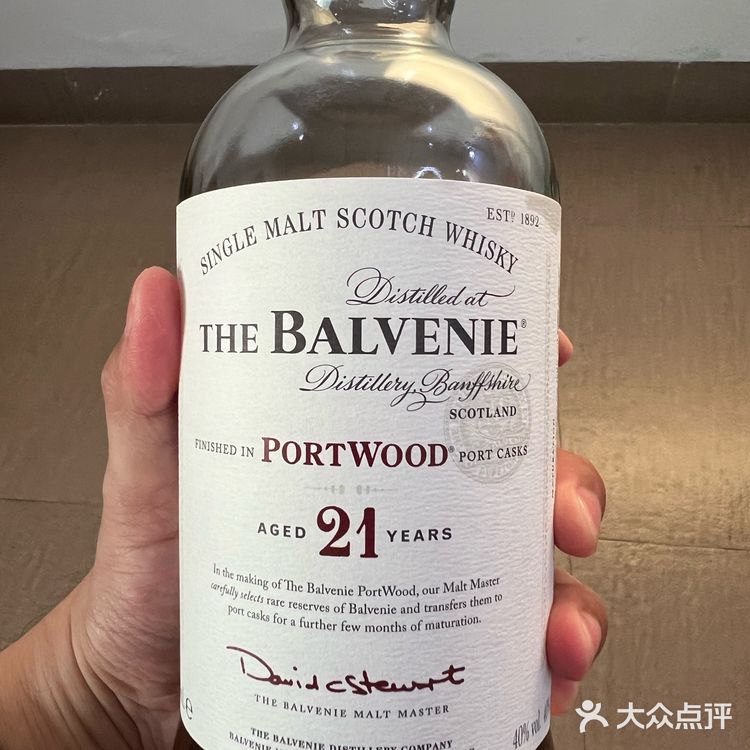 ESTD 1892
SINGLE MALT SCOTCH WHISKY
Distilled at
THE BALVENIE®
Distillery, Banffshire
SCOTLAND
FINISHED IN PORTWOOD® PORT CASKS
AGED 21 YEARS
In the making of The Balvenie PortWood, our Malt Master
carefully selects rare reserves of Balvenie and transfers them to
port casks for a further few months of maturation.
David C Stewart
THE BALVENIE MALT MASTER
THE BALVENIE DISTILLERY COMPANY
BALVENIE
40% vol.
大众点评